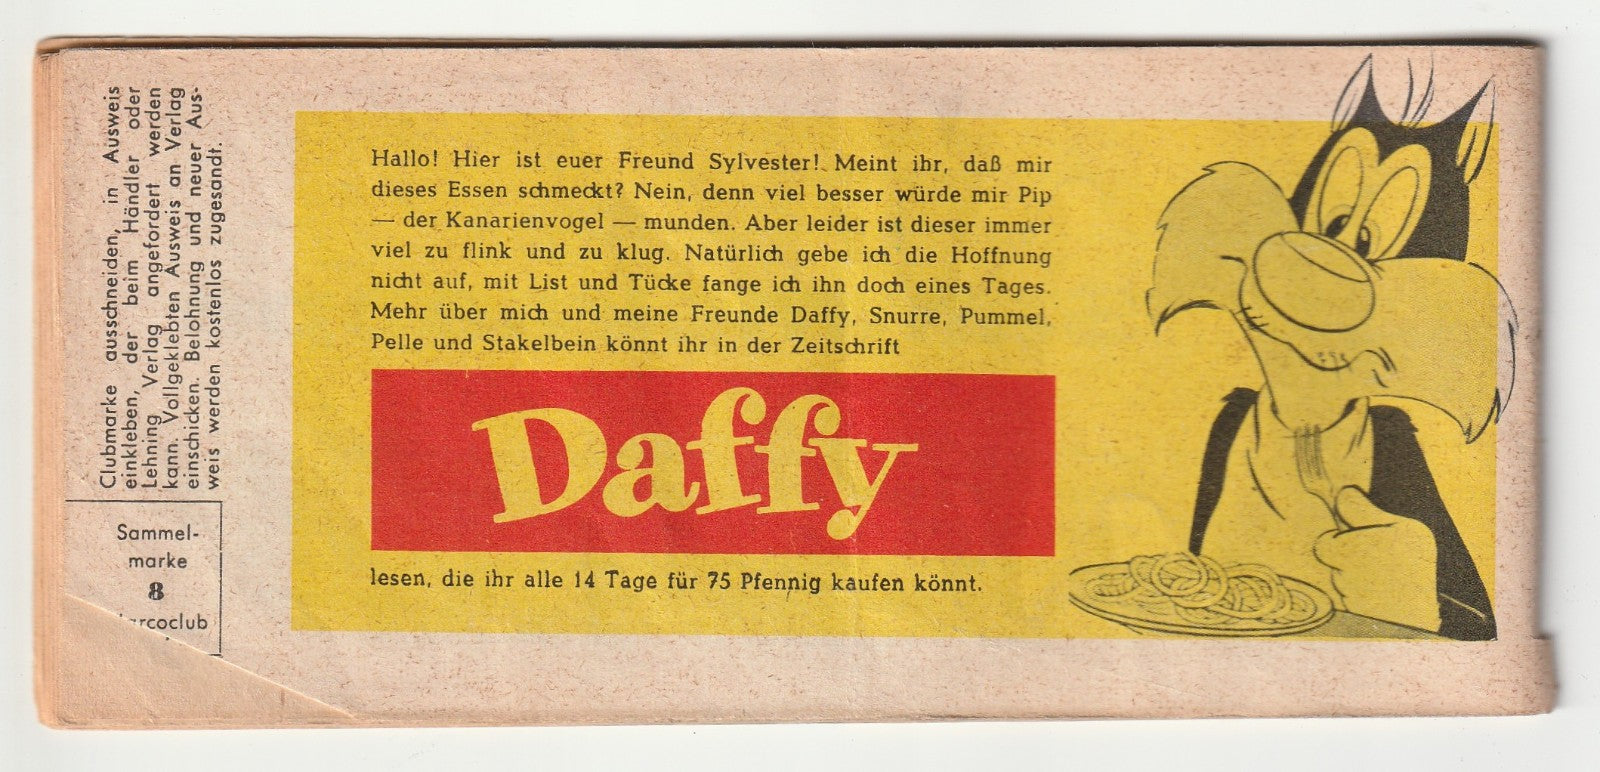 Clubmarke ausschneiden, in Ausweis
einkleben, der beim Händler oder
Lehning Verlag angefordert werden
kann. Vollgeklebten Ausweis an Verlag
einschicken. Belohnung und neuer Aus-
weis werden kostenlos zugesandt.
Sammel-
marke
8
arcoclub
Hallo! Hier ist euer Freund Sylvester! Meint ihr, daß mir
dieses Essen schmeckt? Nein, denn viel besser würde mir Pip
— der Kanarienvogel — munden. Aber leider ist dieser immer
viel zu flink und zu klug. Natürlich gebe ich die Hoffnung
nicht auf, mit List und Tücke fange ich ihn doch eines Tages.
Mehr über mich und meine Freunde Daffy, Snurre, Pummel,
Pelle und Stakelbein könnt ihr in der Zeitschrift
Daffy
lesen, die ihr alle 14 Tage für 75 Pfennig kaufen könnt.